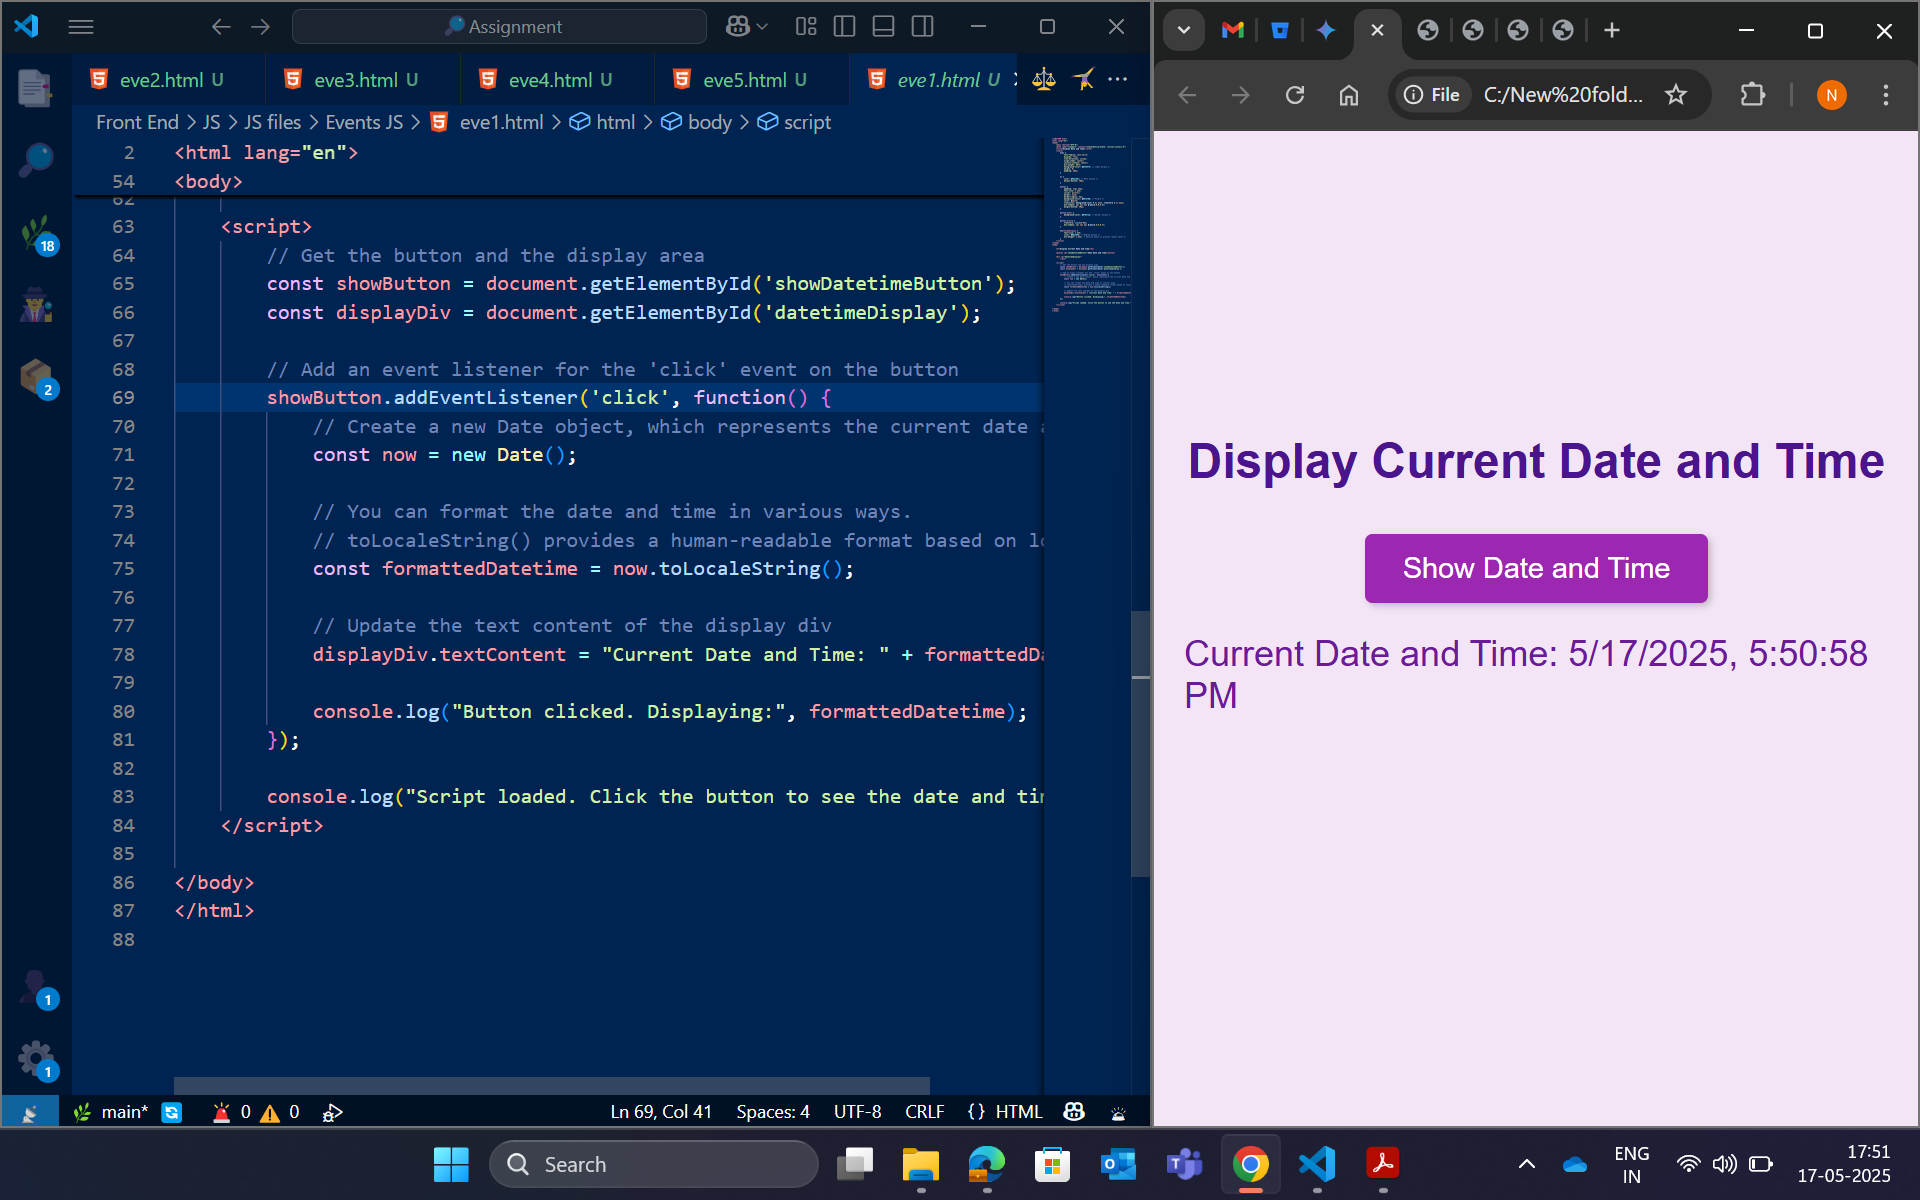 Assignment
eve2.html U
eve3.html U
eve4.html U
eve5.html U
eve1.html U
Front End > JS > JS files > Events JS > eve1.html > html > body > script
2 <html lang="en">
54 <body>
62
63 <script>
64 // Get the button and the display area
65 const showButton = document.getElementById('showDatetimeButton');
66 const displayDiv = document.getElementById('datetimeDisplay');
67
68 // Add an event listener for the 'click' event on the button
69 showButton.addEventListener('click', function() {
70 // Create a new Date object, which represents the current date
71 const now = new Date();
72
73 // You can format the date and time in various ways.
74 // toLocaleString() provides a human-readable format based on
75 const formattedDatetime = now.toLocaleString();
76
77 // Update the text content of the display div
78 displayDiv.textContent = "Current Date and Time: " + formattedDa
79
80 console.log("Button clicked. Displaying:", formattedDatetime);
81 });
82
83 console.log("Script loaded. Click the button to see the date and tim
84 </script>
85
86 </body>
87 </html>
88
18
2
1
1
main*
0 0
Ln 69, Col 41
Spaces: 4
UTF-8
CRLF
{} HTML
File
C:/New%20fold...
N
Display Current Date and Time
Show Date and Time
Current Date and Time: 5/17/2025, 5:50:58
PM
Search
ENG
IN
17:51
17-05-2025